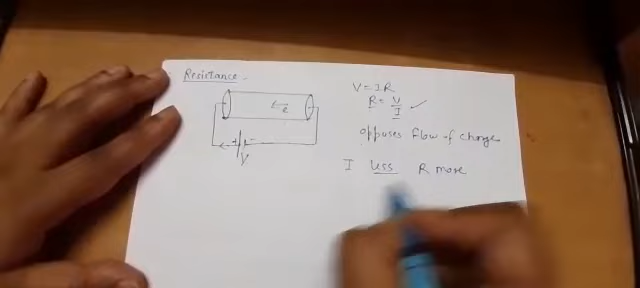 Resistance -
V = IR
R = V/I ✓
opposes flow of charge
I less R more
e
+ -
V